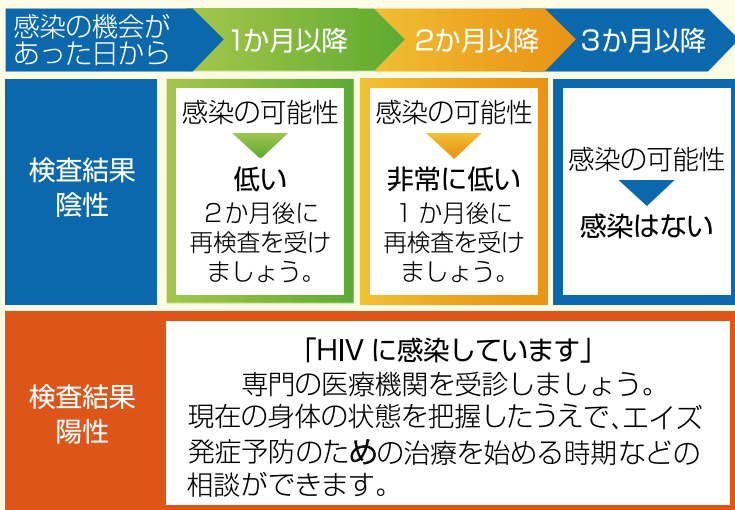 感染の機会が
あった日から
1か月以降
2か月以降
3か月以降
検査結果
陰性
感染の可能性
低い
2か月後に
再検査を受け
ましょう。
感染の可能性
非常に低い
1か月後に
再検査を受け
ましょう。
感染の可能性
感染はない
検査結果
陽性
「HIVに感染しています」
専門の医療機関を受診しましょう。
現在の身体の状態を把握したうえで、エイズ
発症予防のための治療を始める時期などの
相談ができます。